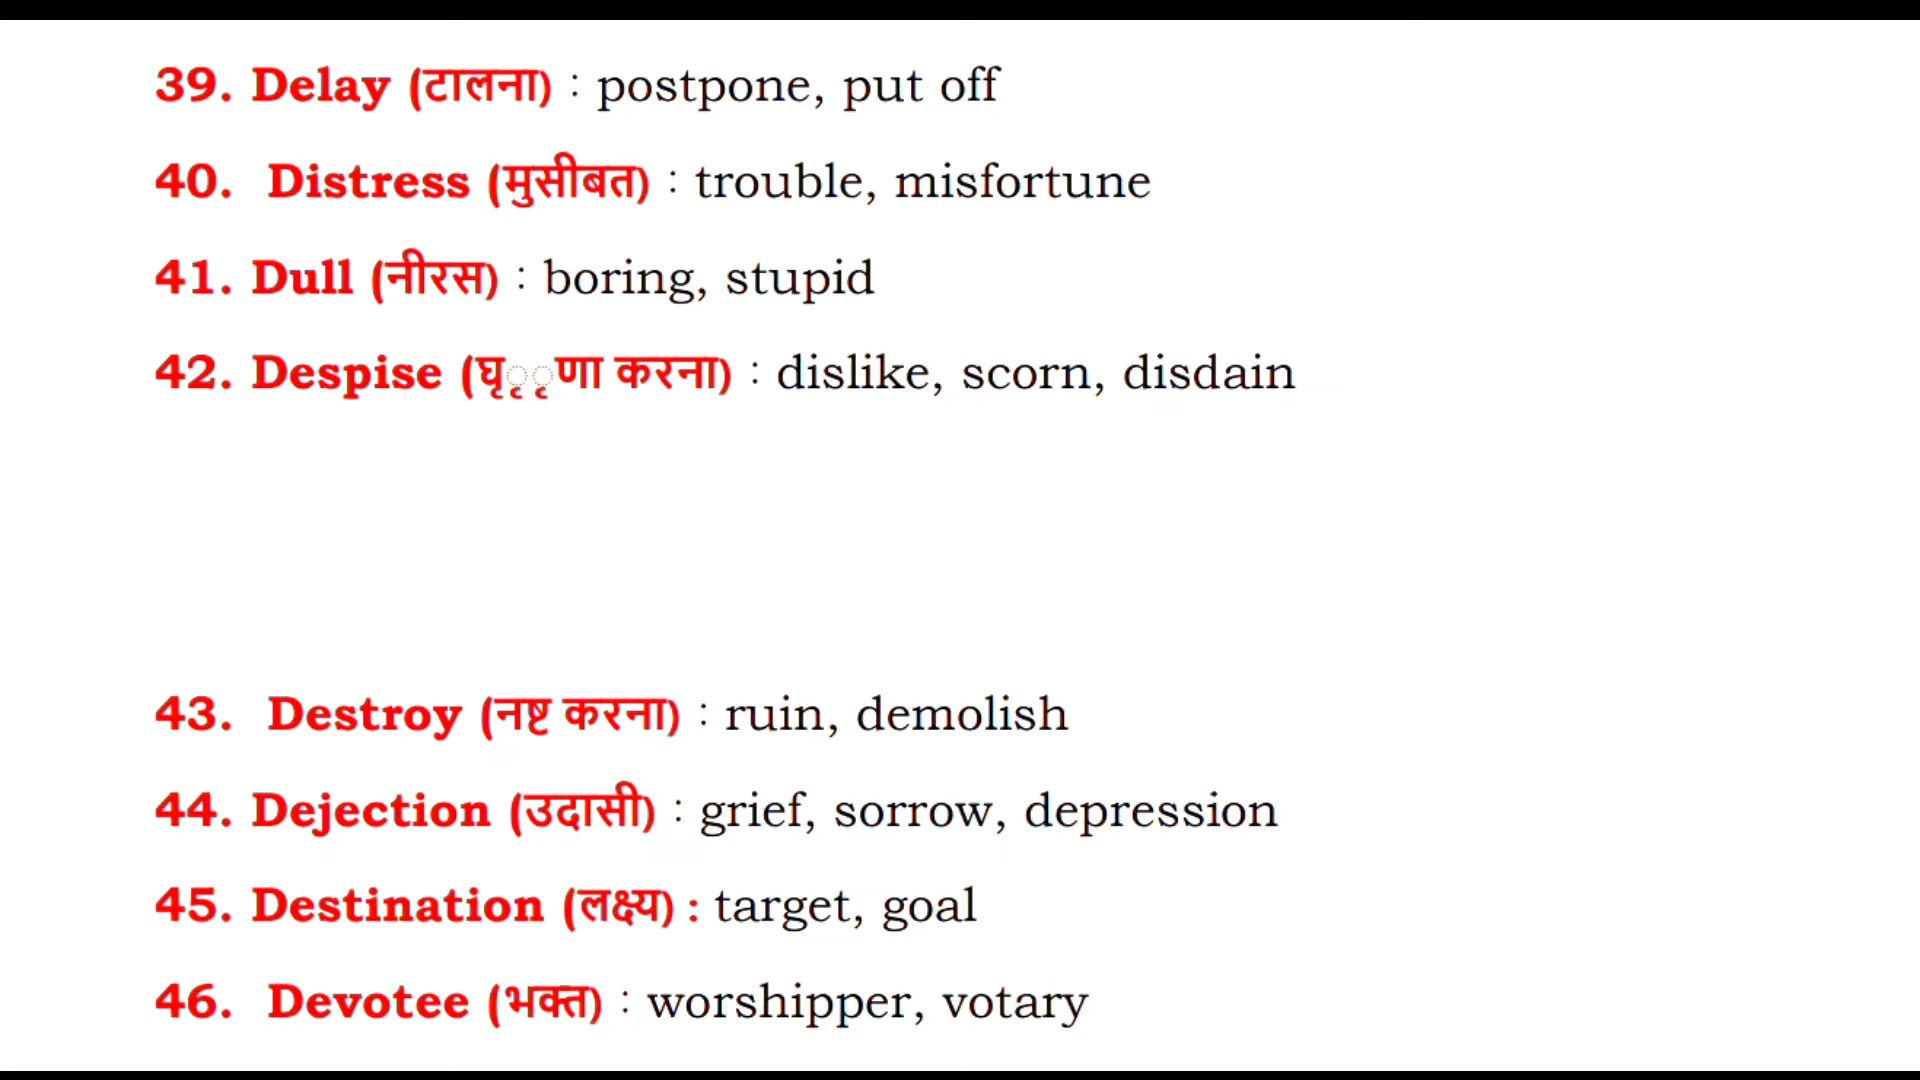 39. Delay (टालना) : postpone, put off
40. Distress (मुसीबत) : trouble, misfortune
41. Dull (नीरस) : boring, stupid
42. Despise (घृृृणा करना) : dislike, scorn, disdain
43. Destroy (नष्ट करना) : ruin, demolish
44. Dejection (उदासी) : grief, sorrow, depression
45. Destination (लक्ष्य) : target, goal
46. Devotee (भक्त) : worshipper, votary